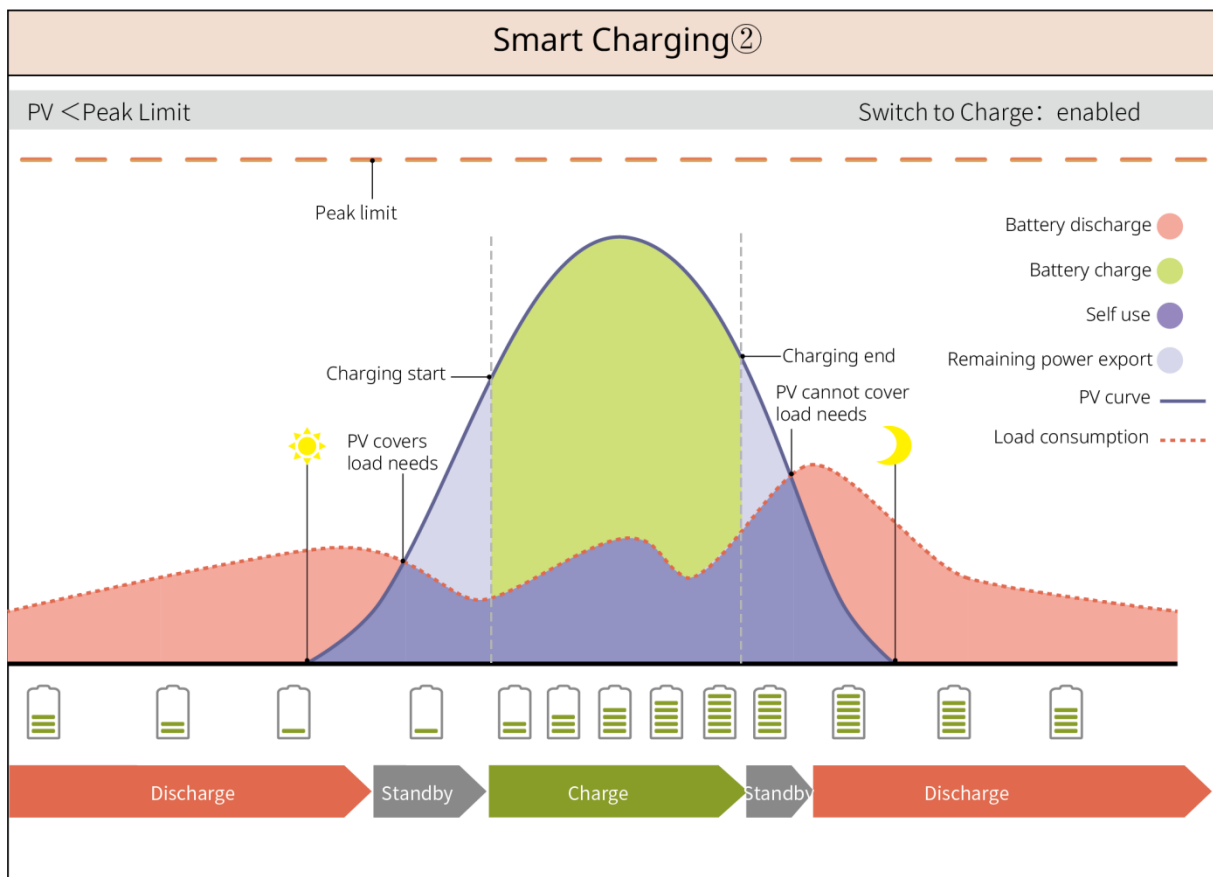 Smart Charging②
PV ＜Peak Limit
Switch to Charge：enabled
Peak limit
Battery discharge
Battery charge
Self use
Remaining power export
PV curve
Load consumption
Charging start
Charging end
PV cannot cover
load needs
PV covers
load needs
Discharge
Standby
Charge
Standby
Discharge